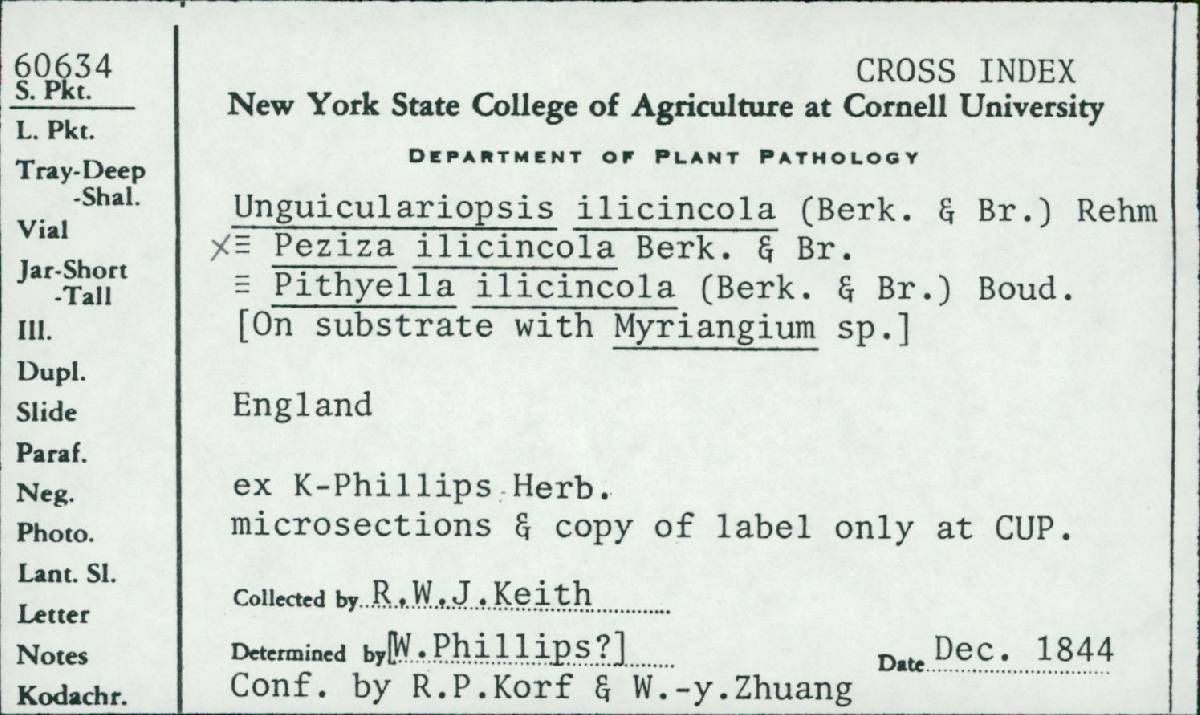 60634
S. Pkt.
L. Pkt.
Tray-Deep
-Shal.
Vial
Jar-Short
-Tall
Ill.
Dupl.
Slide
Paraf.
Neg.
Photo.
Lant. Sl.
Letter
Notes
Kodachr.
CROSS INDEX
New York State College of Agriculture at Cornell University
DEPARTMENT OF PLANT PATHOLOGY
Unguiculariopsis ilicincola (Berk. & Br.) Rehm
X≡ Peziza ilicincola Berk. & Br.
≡ Pithyella ilicincola (Berk. & Br.) Boud.
[On substrate with Myriangium sp.]
England
ex K-Phillips Herb.
microsections & copy of label only at CUP.
Collected by R.W.J.Keith
Determined by [W.Phillips?] Date Dec. 1844
Conf. by R.P.Korf & W.-y.Zhuang